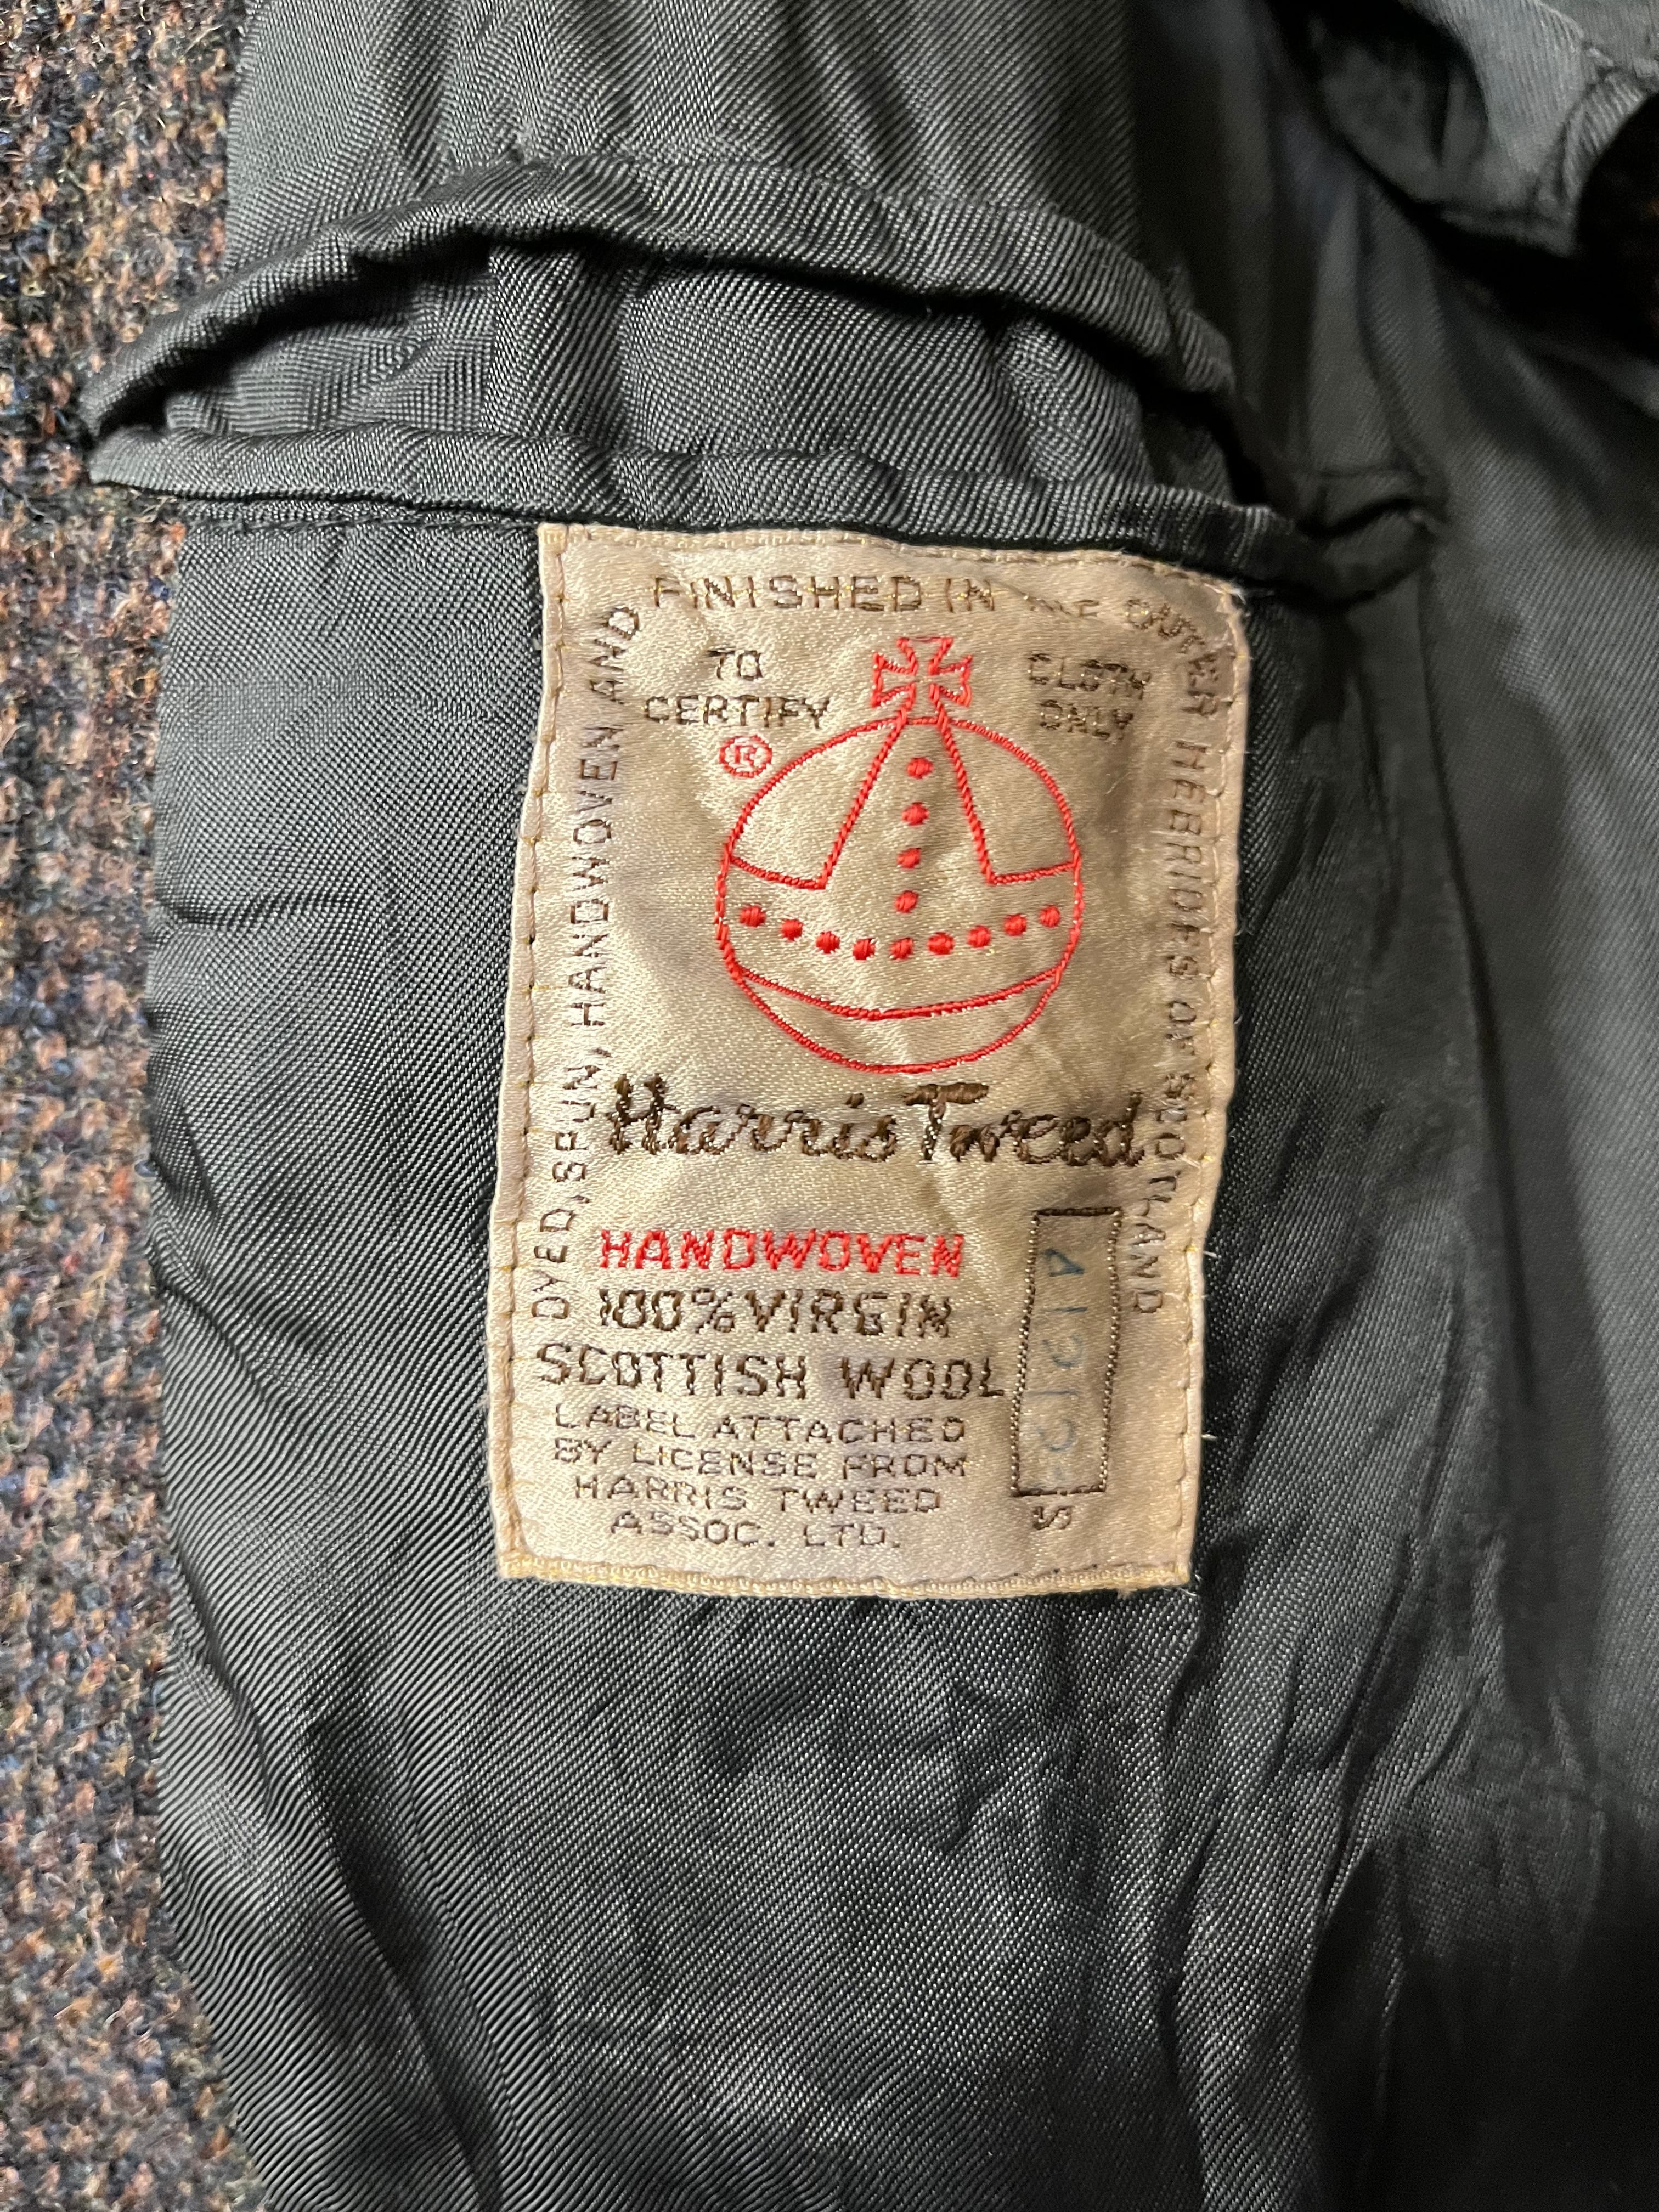 DYED, SPUN, HANDWOVEN AND FINISHED IN THE OUTER HEBRIDES OF SCOTLAND
TO
CERTIFY
CLOTH
ONLY
®
Harris Tweed
HANDWOVEN
100% VIRGIN
SCOTTISH WOOL
LABEL ATTACHED
BY LICENSE FROM
HARRIS TWEED
ASSOC. LTD.
S